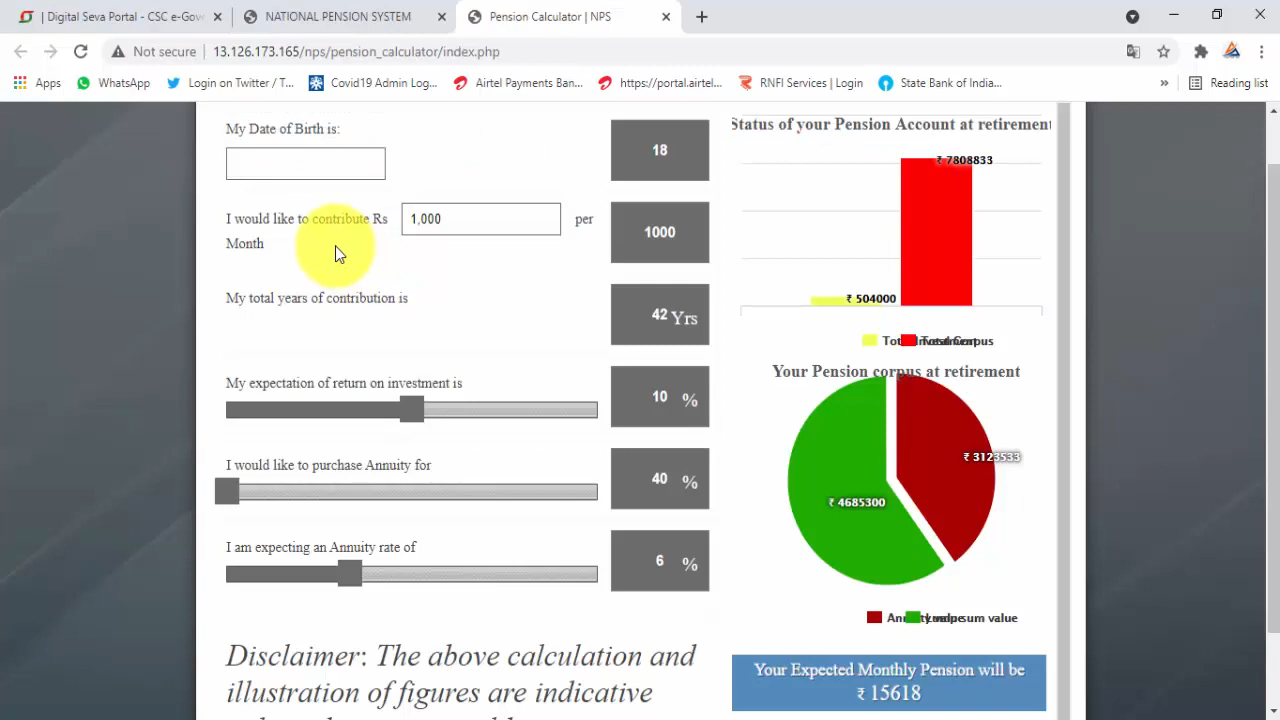 | Digital Seva Portal - CSC e-Gov
NATIONAL PENSION SYSTEM
Pension Calculator | NPS
Not secure
13.126.173.165/nps/pension_calculator/index.php
Apps
WhatsApp
Login on Twitter / T...
Covid19 Admin Log...
Airtel Payments Ban...
https://portal.airtel...
RNFI Services | Login
State Bank of India...
»
Reading list
My Date of Birth is:
18
I would like to contribute Rs 1,000 per
Month
1000
My total years of contribution is
42 Yrs
My expectation of return on investment is
10 %
I would like to purchase Annuity for
40 %
I am expecting an Annuity rate of
6 %
Disclaimer: The above calculation and
illustration of figures are indicative
Status of your Pension Account at retirement
₹ 7808833
₹ 504000
Total Corpus
Your Pension corpus at retirement
₹ 3123533
₹ 4685300
Lumpsum value
Your Expected Monthly Pension will be
₹ 15618